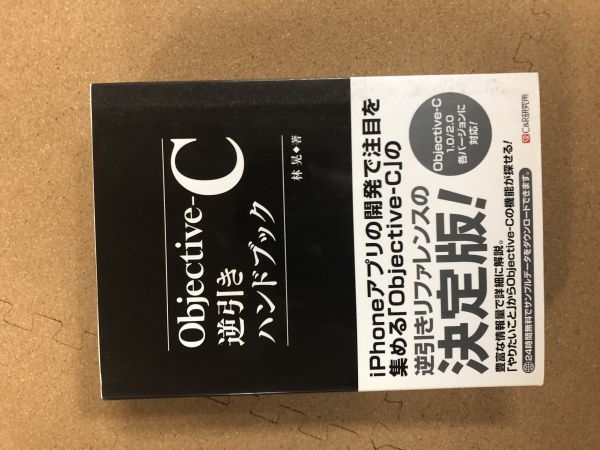 Objective-C
逆引き
ハンドブック
林 晃◆著
iPhoneアプリの開発で注目を
集める「Objective-C」の
逆引きリファレンスの
決定版!
Objective-C
1.0/2.0
各バージョンに
対応!
豊富な情報量で詳細に解説。
「やりたいこと」からObjective-Cの機能が探せる!
24時間無料でサンプルデータをダウンロードできます。
C&R研究所